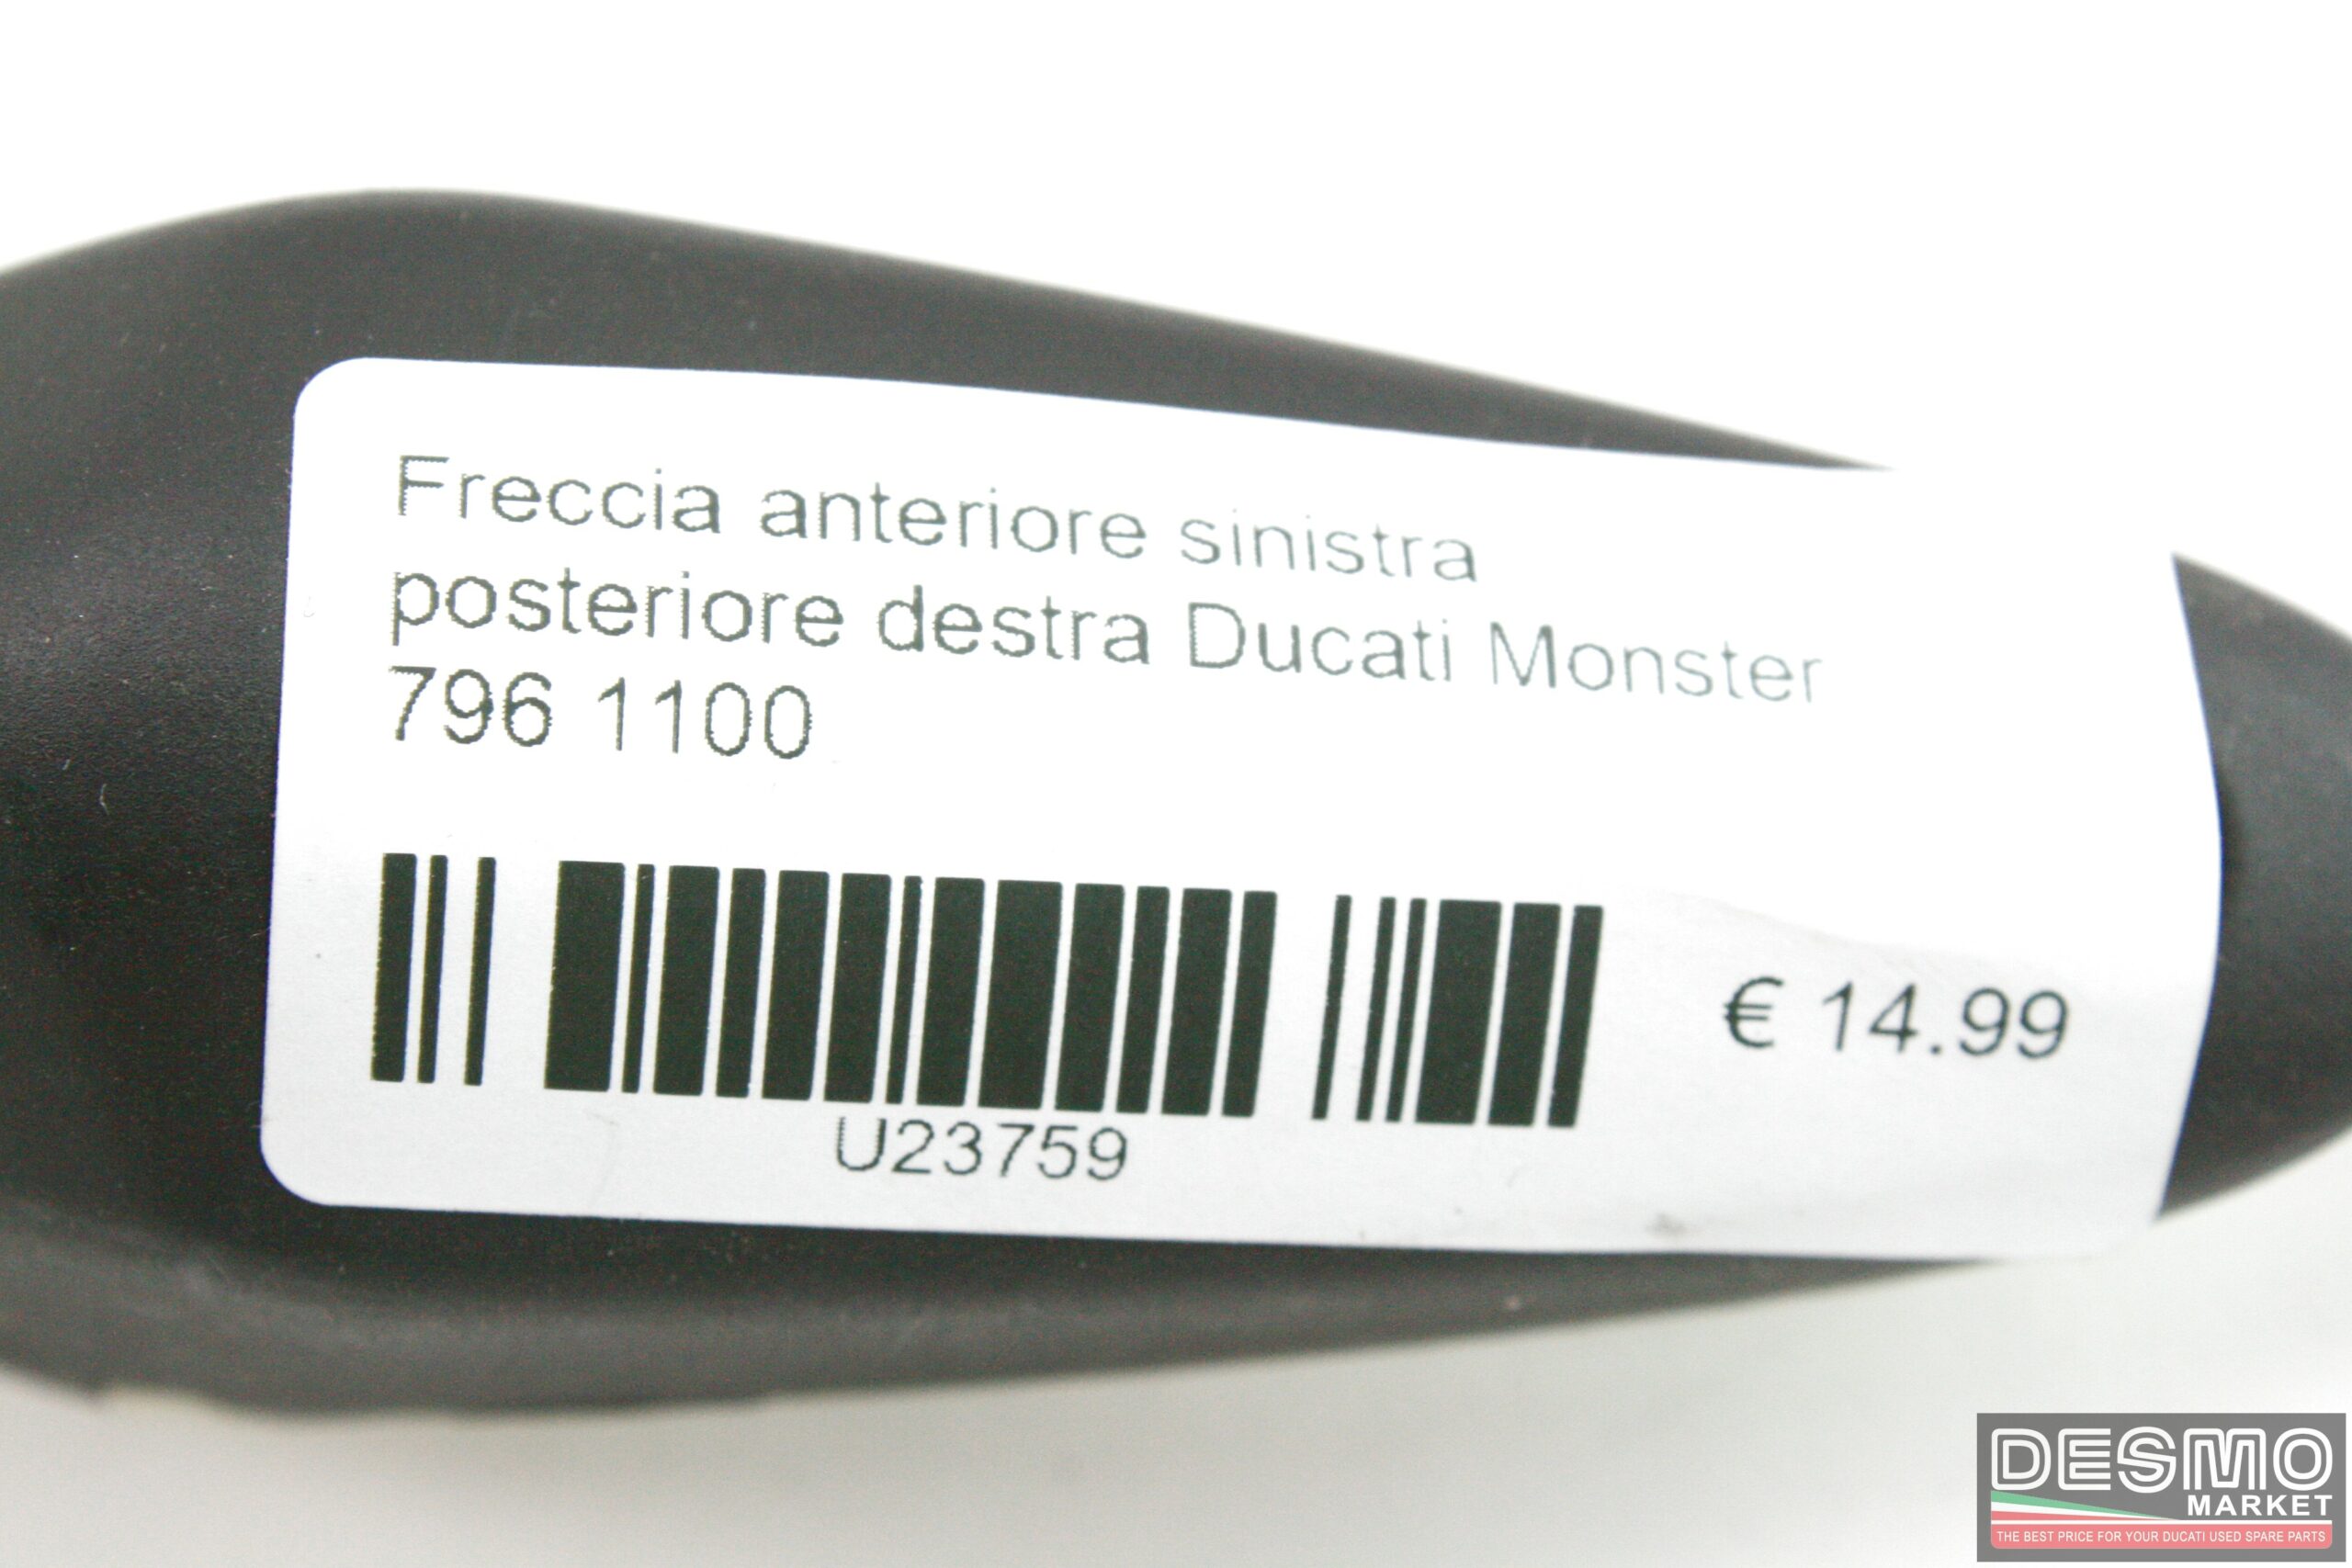 Freccia anteriore sinistra
posteriore destra Ducati Monster
796 1100
€ 14.99
U23759
DESMO
MARKET
THE BEST PRICE FOR YOUR DUCATI USED SPARE PARTS